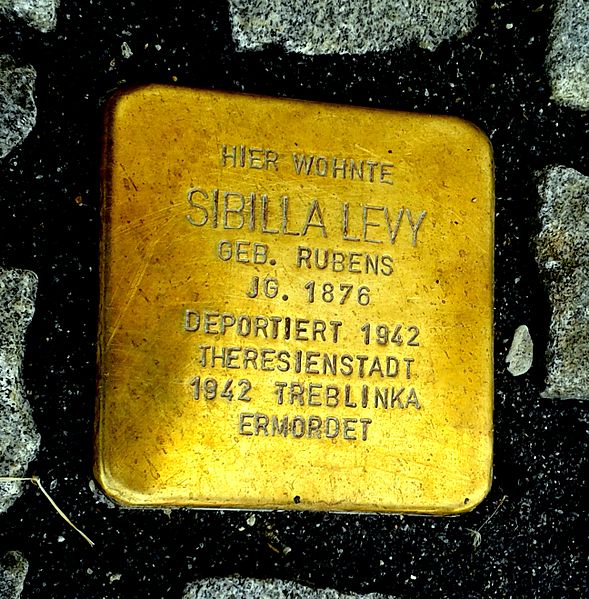 HIER WOHNTE
SIBILLA LEVY
GEB. RUBENS
JG. 1876
DEPORTIERT 1942
THERESIENSTADT
1942 TREBLINKA
ERMORDET